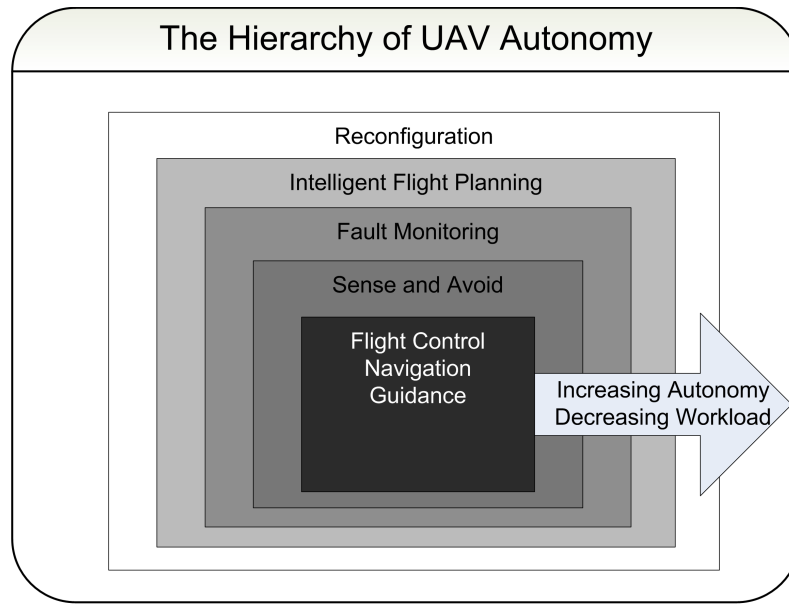 The Hierarchy of UAV Autonomy
Reconfiguration
Intelligent Flight Planning
Fault Monitoring
Sense and Avoid
Flight Control
Navigation
Guidance
Increasing Autonomy
Decreasing Workload